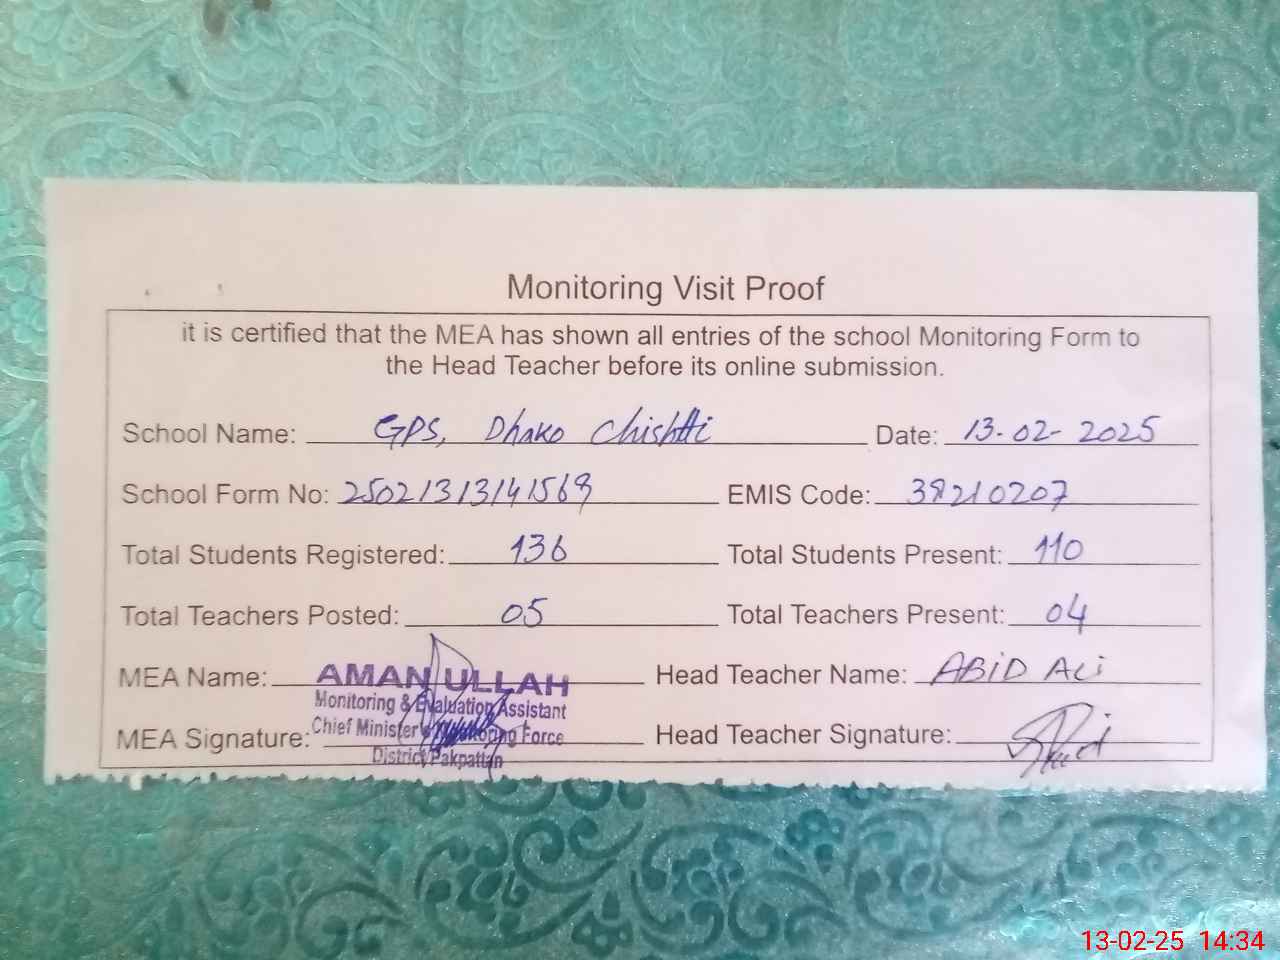 Monitoring Visit Proof
it is certified that the MEA has shown all entries of the school Monitoring Form to
the Head Teacher before its online submission.
School Name: GPS, Dhako Chishti Date: 13-02-2025
School Form No: 25021313141569 EMIS Code: 38210207
Total Students Registered: 136 Total Students Present: 110
Total Teachers Posted: 05 Total Teachers Present: 04
MEA Name: AMAN ULLAH Head Teacher Name: ABiD ALi
Monitoring & Evaluation Assistant
MEA Signature: Chief Minister's Monitoring Force Head Teacher Signature:
District Pakpattan
13-02-25 14:34